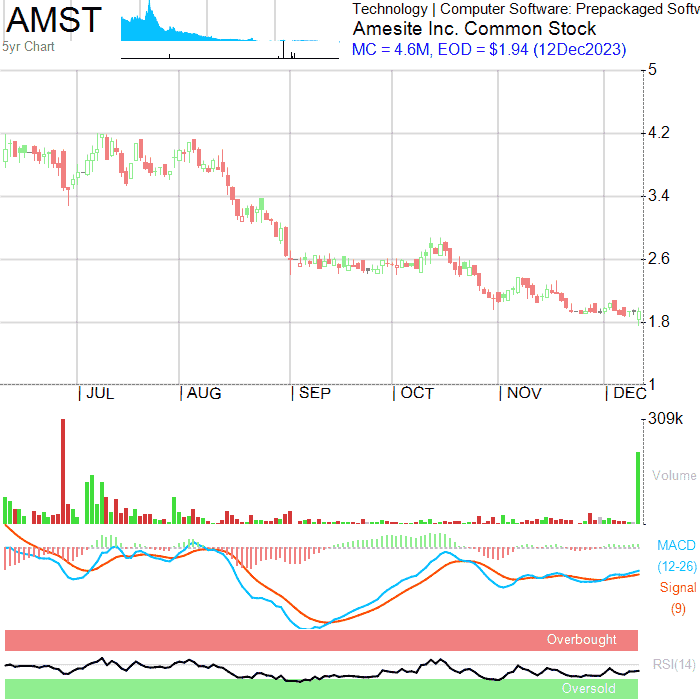 AMST
5yr Chart
Technology | Computer Software: Prepackaged Softw
Amesite Inc. Common Stock
MC = 4.6M, EOD = $1.94 (12Dec2023)
5
4.2
3.4
2.6
1.8
1
JUL
AUG
SEP
OCT
NOV
DEC
309k
Volume
MACD
(12-26)
Signal
(9)
Overbought
RSI(14)
Oversold